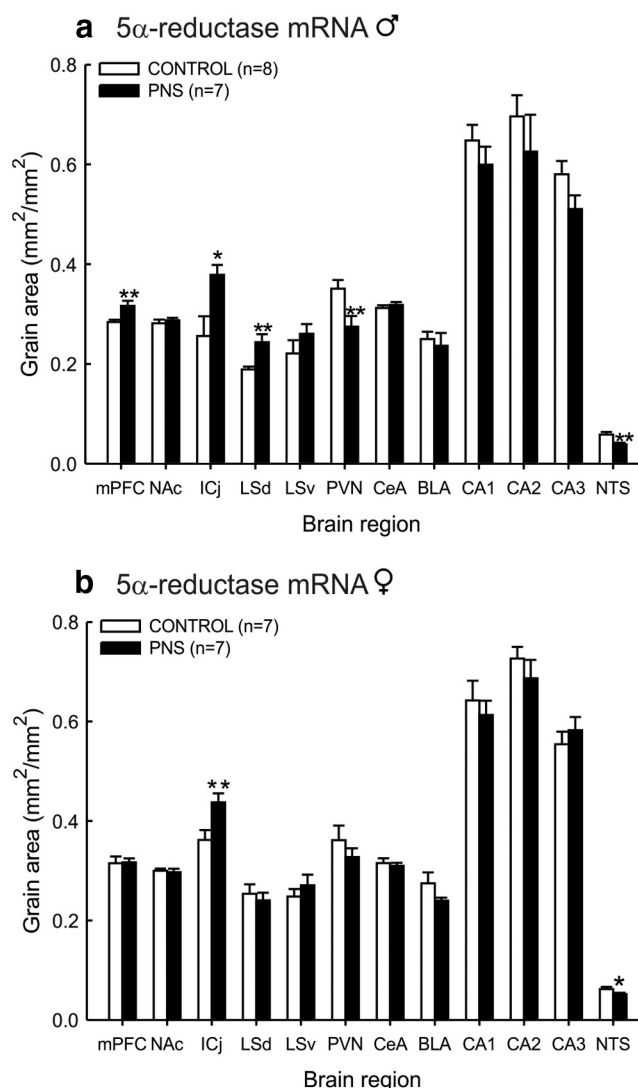 a 5α-reductase mRNA ♂
CONTROL (n=8)
PNS (n=7)
0.8
0.6
0.4
0.2
0.0
Grain area (mm²/mm²)
* 
** ** ** **
mPFC NAc ICj LSd LSv PVN CeA BLA CA1 CA2 CA3 NTS
Brain region
b 5α-reductase mRNA ♀
CONTROL (n=7)
PNS (n=7)
0.8
0.6
0.4
0.2
0.0
Grain area (mm²/mm²)
** *
mPFC NAc ICj LSd LSv PVN CeA BLA CA1 CA2 CA3 NTS
Brain region